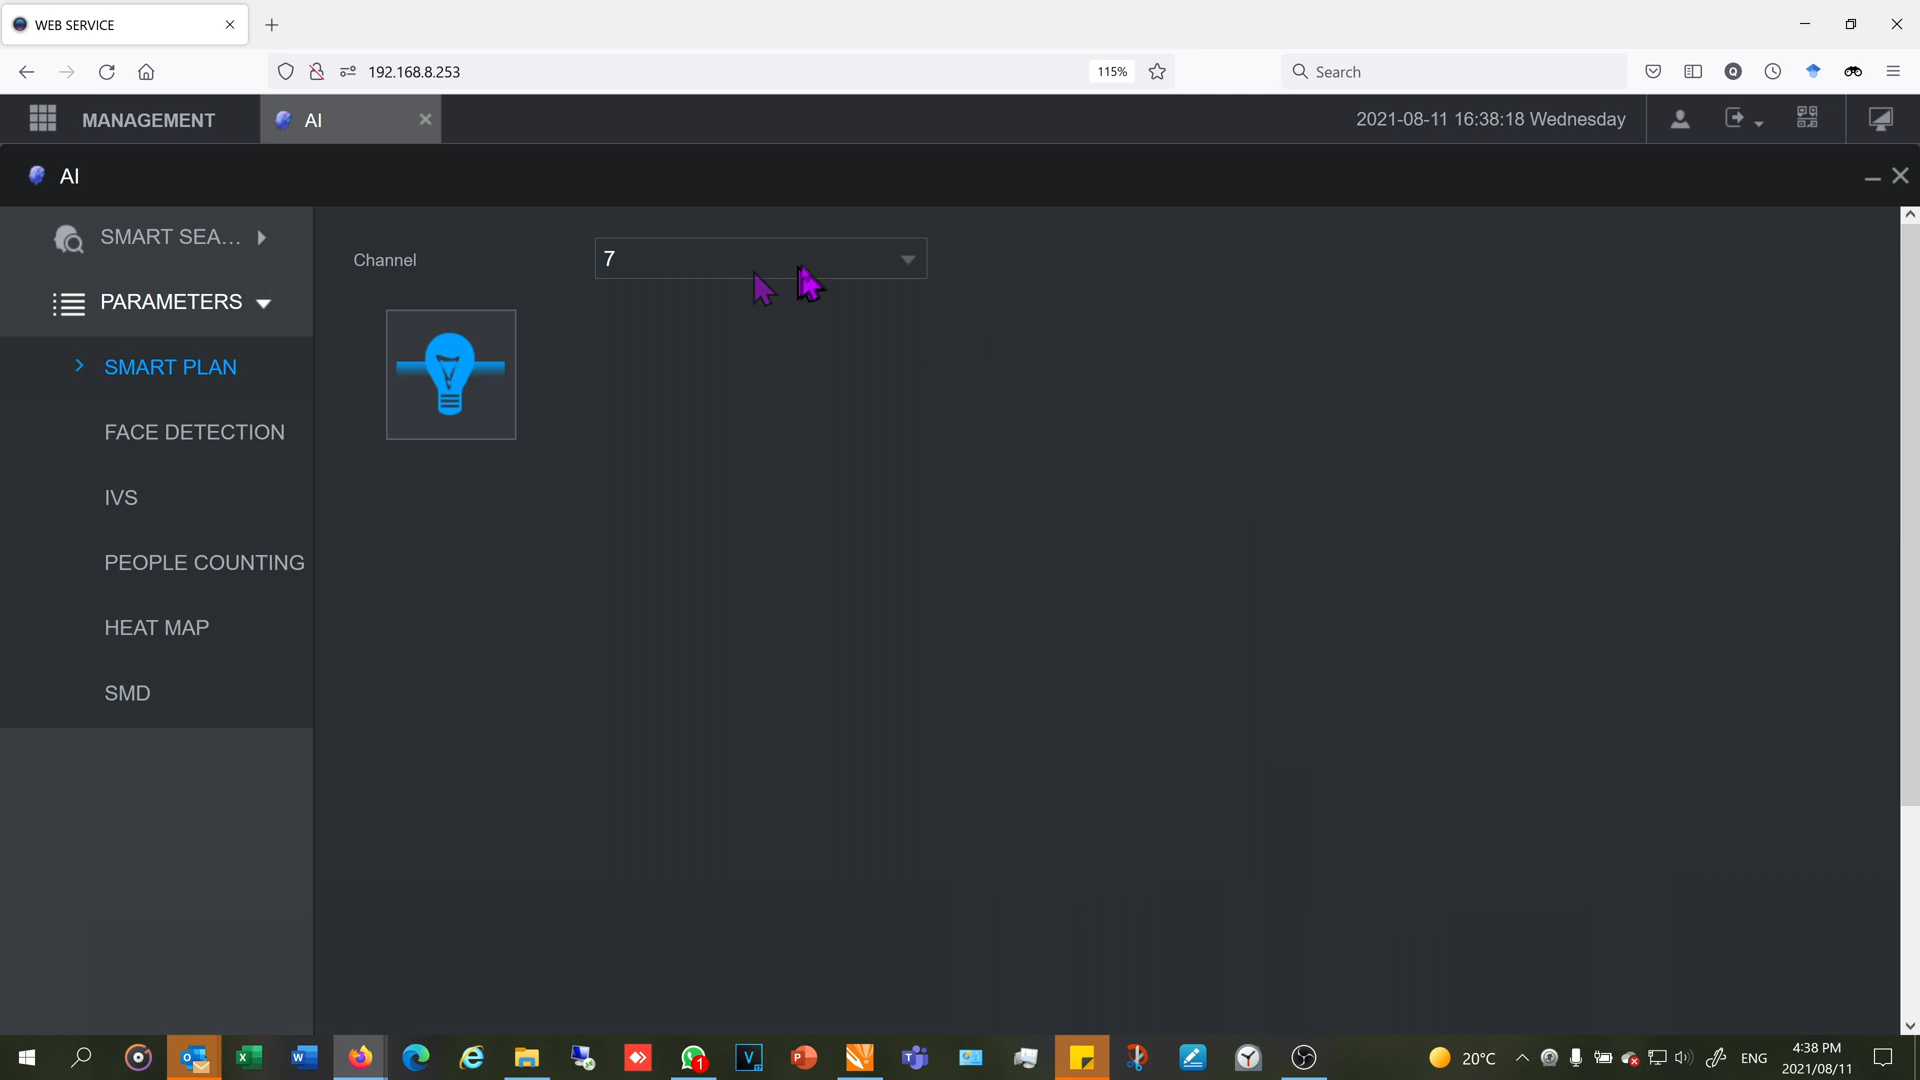 WEB SERVICE
192.168.8.253
115%
Search
MANAGEMENT
AI
2021-08-11 16:38:18 Wednesday
AI
SMART SEA...
PARAMETERS
SMART PLAN
FACE DETECTION
IVS
PEOPLE COUNTING
HEAT MAP
SMD
Channel
7
20°C
ENG
4:38 PM
2021/08/11